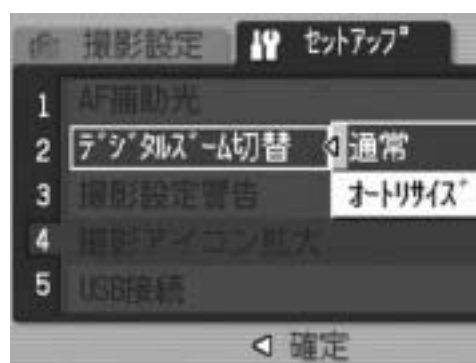 撮影設定 セットアップ
1 AF補助光
2 デジタルズーム切替 ◁ 通常
3 撮影設定警告 オートリサイズ
4 撮影アイコン拡大
5 USB接続
◁ 確定